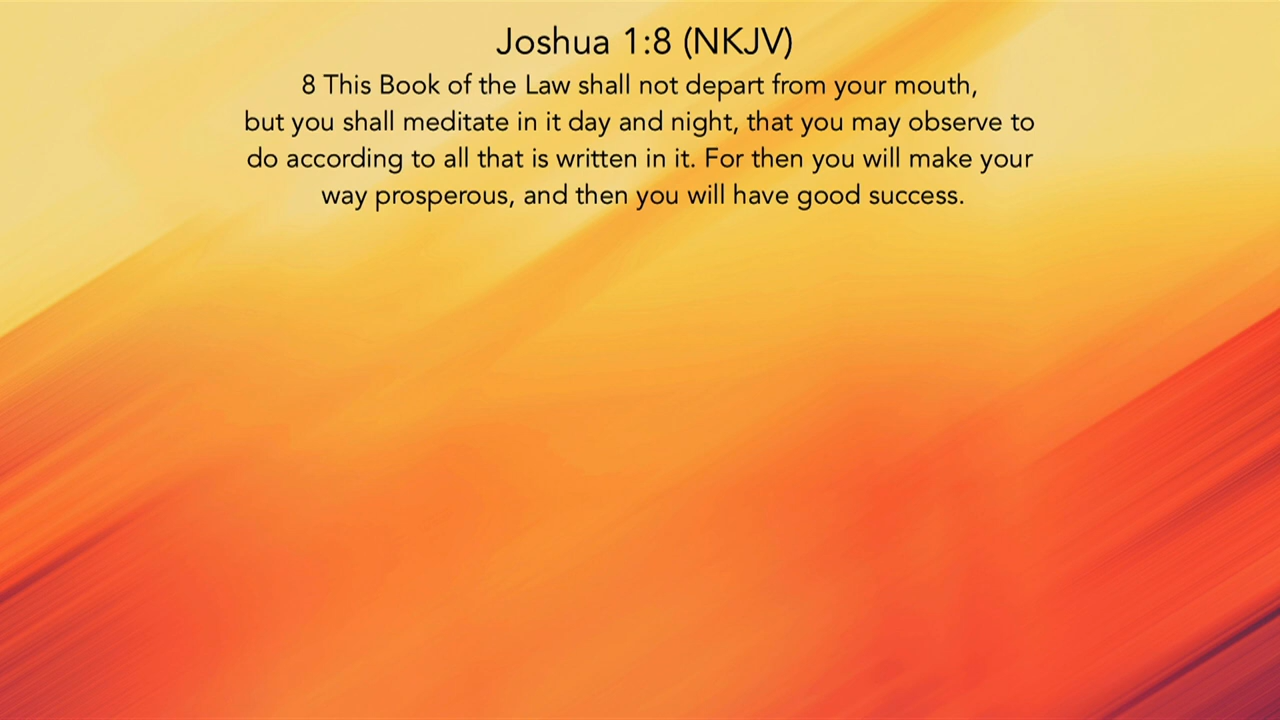 Joshua 1:8 (NKJV)
8 This Book of the Law shall not depart from your mouth,
but you shall meditate in it day and night, that you may observe to
do according to all that is written in it. For then you will make your
way prosperous, and then you will have good success.